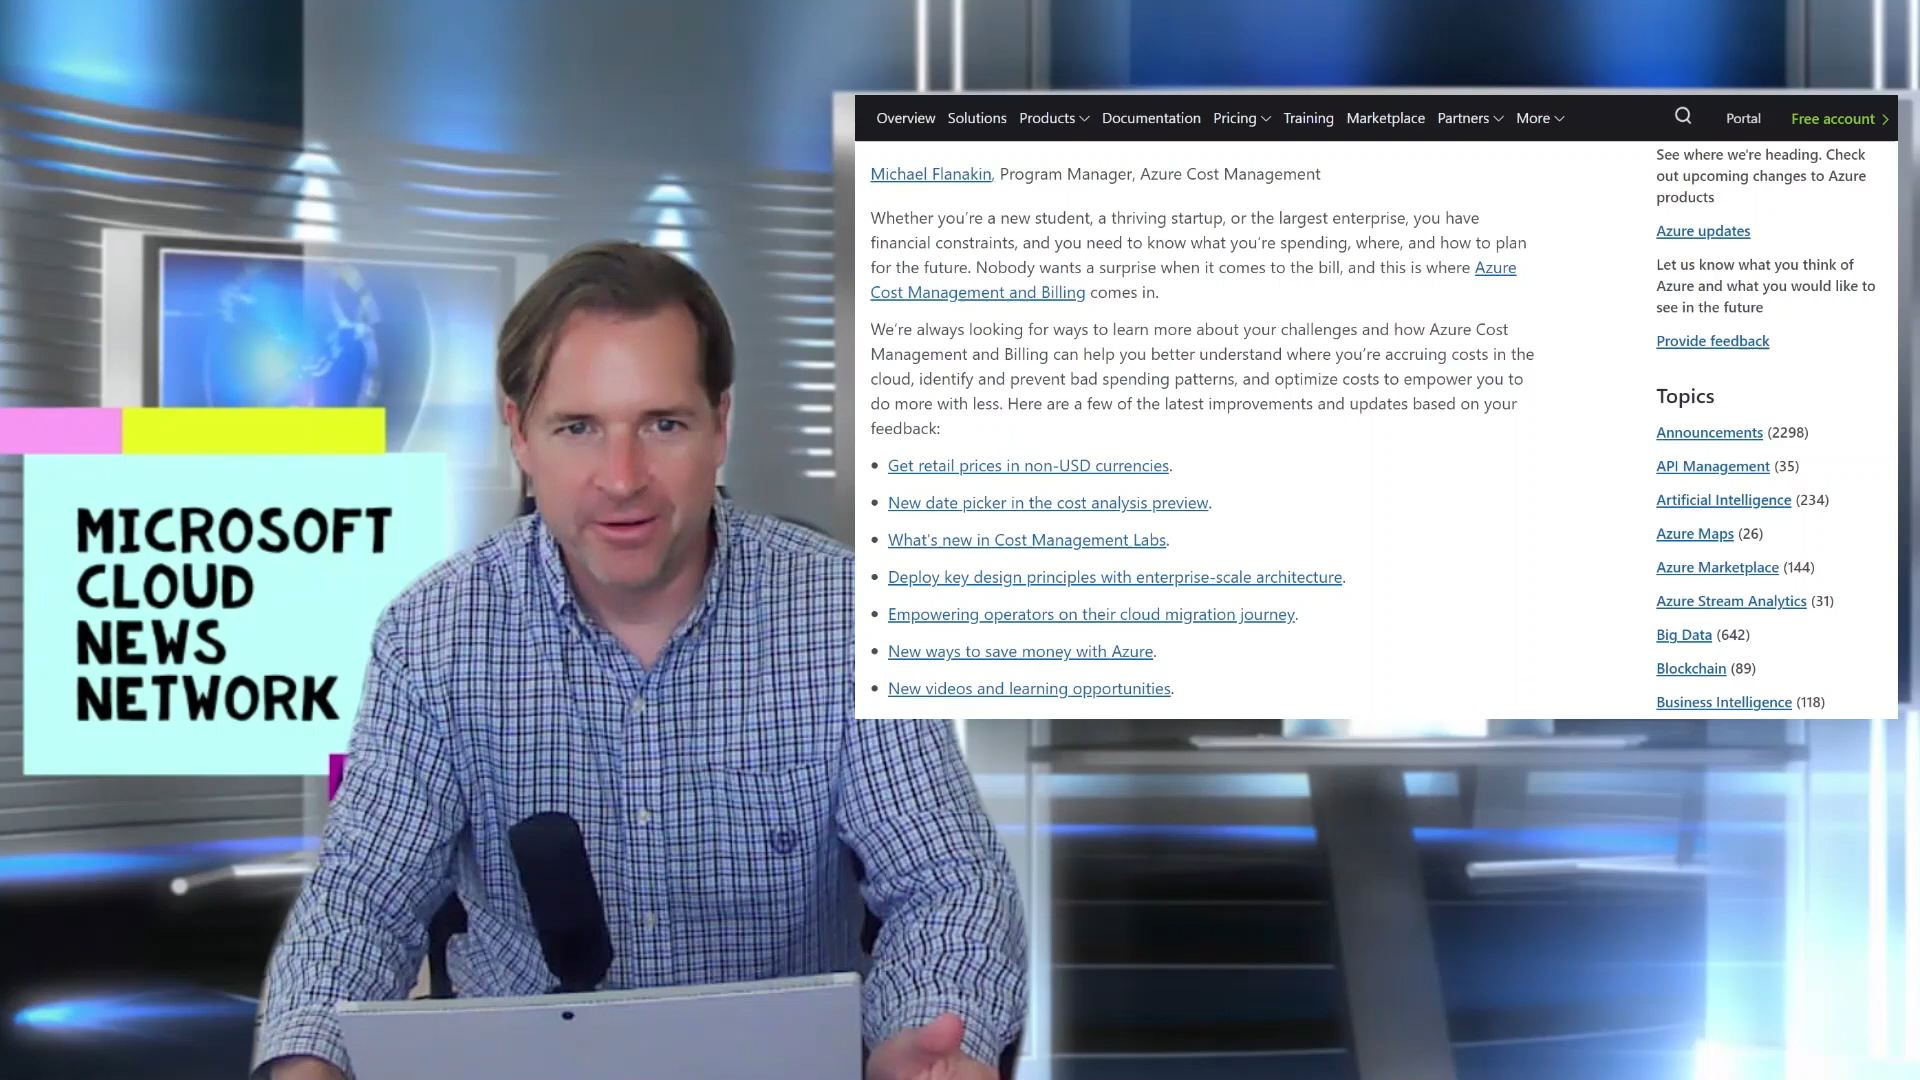 MICROSOFT
CLOUD
NEWS
NETWORK
Overview Solutions Products Documentation Pricing Training Marketplace Partners More Portal Free account
Michael Flanakin, Program Manager, Azure Cost Management
Whether you're a new student, a thriving startup, or the largest enterprise, you have
financial constraints, and you need to know what you're spending, where, and how to plan
for the future. Nobody wants a surprise when it comes to the bill, and this is where Azure
Cost Management and Billing comes in.
We're always looking for ways to learn more about your challenges and how Azure Cost
Management and Billing can help you better understand where you're accruing costs in the
cloud, identify and prevent bad spending patterns, and optimize costs to empower you to
do more with less. Here are a few of the latest improvements and updates based on your
feedback:
• Get retail prices in non-USD currencies.
• New date picker in the cost analysis preview.
• What's new in Cost Management Labs.
• Deploy key design principles with enterprise-scale architecture.
• Empowering operators on their cloud migration journey.
• New ways to save money with Azure.
• New videos and learning opportunities.
See where we're heading. Check
out upcoming changes to Azure
products
Azure updates
Let us know what you think of
Azure and what you would like to
see in the future
Provide feedback
Topics
Announcements (2298)
API Management (35)
Artificial Intelligence (234)
Azure Maps (26)
Azure Marketplace (144)
Azure Stream Analytics (31)
Big Data (642)
Blockchain (89)
Business Intelligence (118)